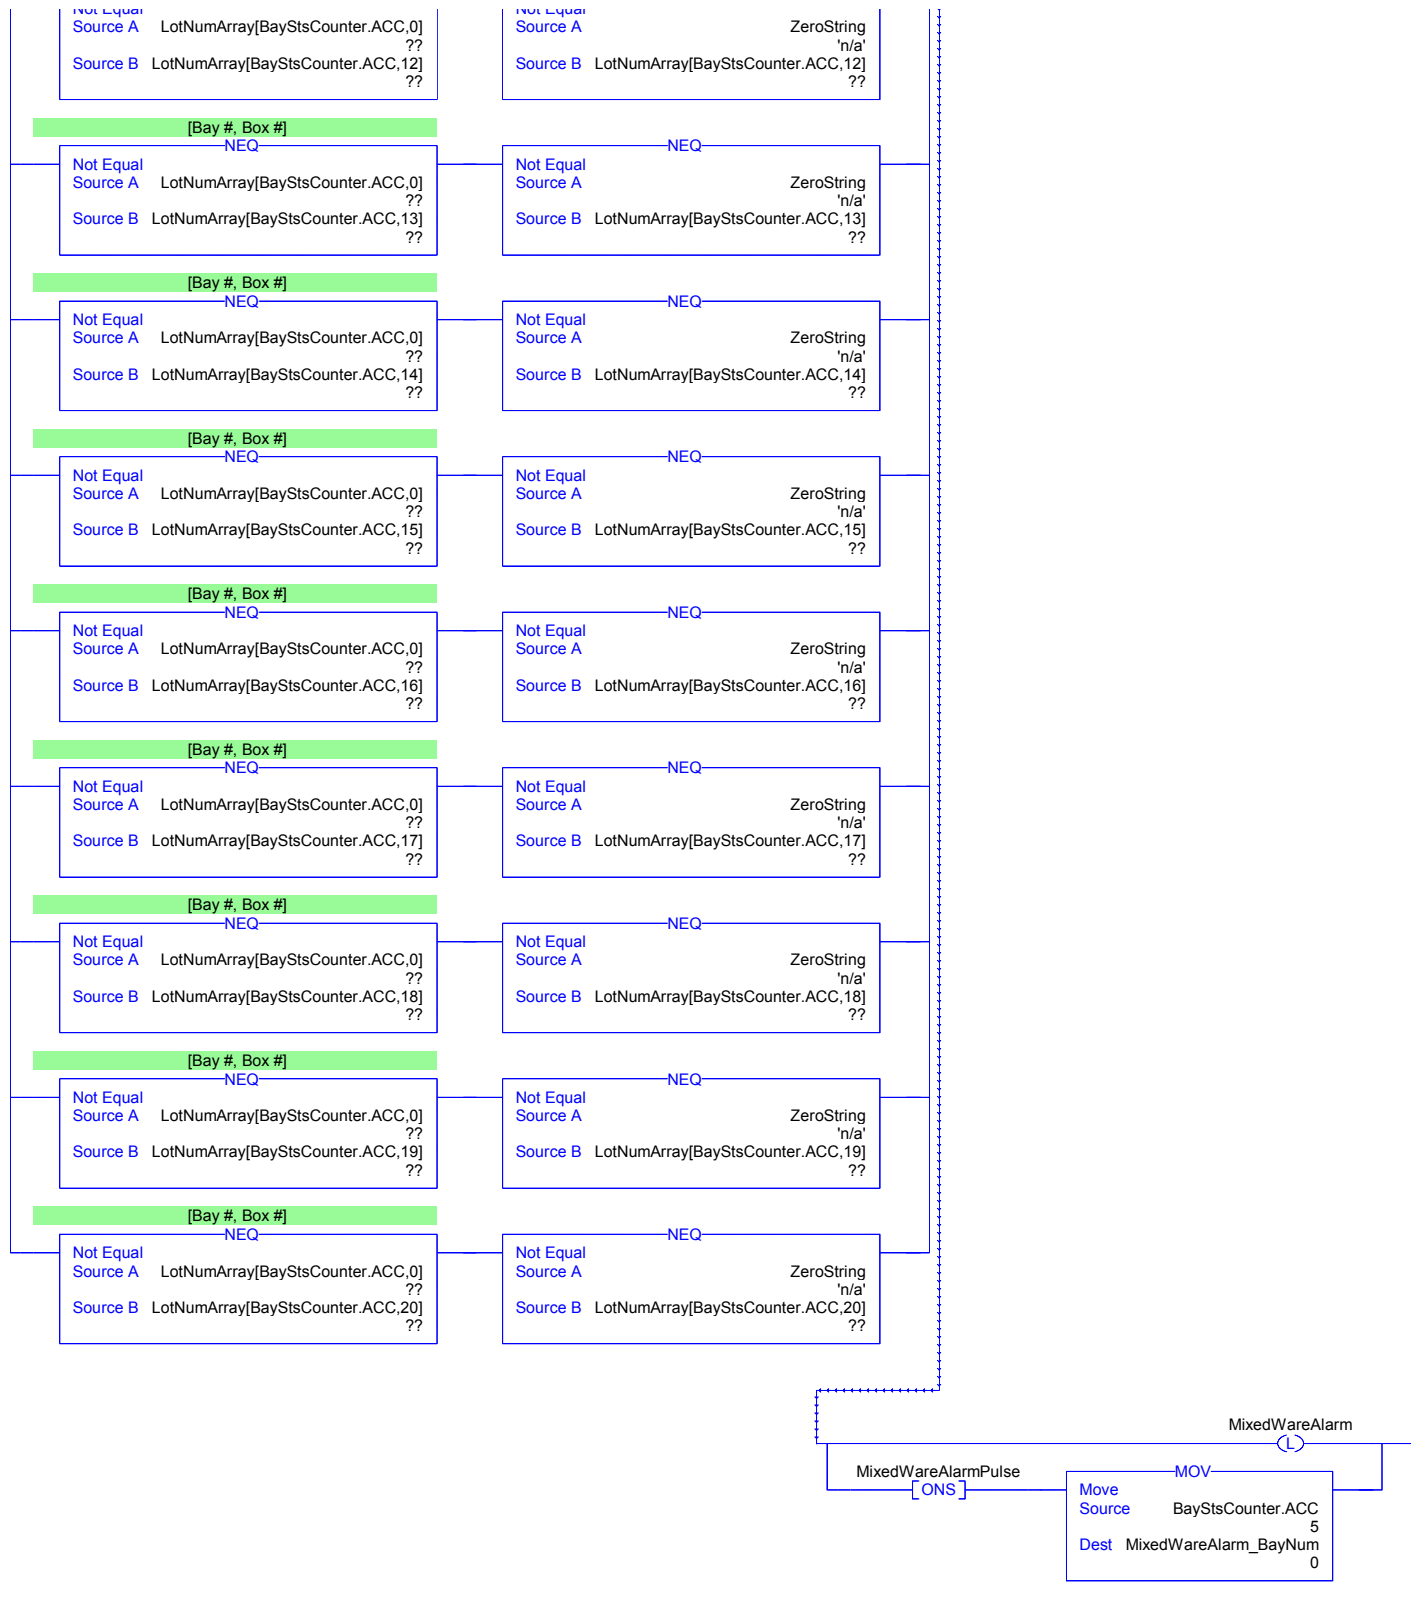 Not Equal Not Equal
Source A LotNumArray[BayStsCounter.ACC,0] Source A ZeroString
?? 'n/a'
Source B LotNumArray[BayStsCounter.ACC,12] Source B LotNumArray[BayStsCounter.ACC,12]
?? ??
[Bay #, Box #]
NEQ NEQ
Not Equal Not Equal
Source A LotNumArray[BayStsCounter.ACC,0] Source A ZeroString
?? 'n/a'
Source B LotNumArray[BayStsCounter.ACC,13] Source B LotNumArray[BayStsCounter.ACC,13]
?? ??
[Bay #, Box #]
NEQ NEQ
Not Equal Not Equal
Source A LotNumArray[BayStsCounter.ACC,0] Source A ZeroString
?? 'n/a'
Source B LotNumArray[BayStsCounter.ACC,14] Source B LotNumArray[BayStsCounter.ACC,14]
?? ??
[Bay #, Box #]
NEQ NEQ
Not Equal Not Equal
Source A LotNumArray[BayStsCounter.ACC,0] Source A ZeroString
?? 'n/a'
Source B LotNumArray[BayStsCounter.ACC,15] Source B LotNumArray[BayStsCounter.ACC,15]
?? ??
[Bay #, Box #]
NEQ NEQ
Not Equal Not Equal
Source A LotNumArray[BayStsCounter.ACC,0] Source A ZeroString
?? 'n/a'
Source B LotNumArray[BayStsCounter.ACC,16] Source B LotNumArray[BayStsCounter.ACC,16]
?? ??
[Bay #, Box #]
NEQ NEQ
Not Equal Not Equal
Source A LotNumArray[BayStsCounter.ACC,0] Source A ZeroString
?? 'n/a'
Source B LotNumArray[BayStsCounter.ACC,17] Source B LotNumArray[BayStsCounter.ACC,17]
?? ??
[Bay #, Box #]
NEQ NEQ
Not Equal Not Equal
Source A LotNumArray[BayStsCounter.ACC,0] Source A ZeroString
?? 'n/a'
Source B LotNumArray[BayStsCounter.ACC,18] Source B LotNumArray[BayStsCounter.ACC,18]
?? ??
[Bay #, Box #]
NEQ NEQ
Not Equal Not Equal
Source A LotNumArray[BayStsCounter.ACC,0] Source A ZeroString
?? 'n/a'
Source B LotNumArray[BayStsCounter.ACC,19] Source B LotNumArray[BayStsCounter.ACC,19]
?? ??
[Bay #, Box #]
NEQ NEQ
Not Equal Not Equal
Source A LotNumArray[BayStsCounter.ACC,0] Source A ZeroString
?? 'n/a'
Source B LotNumArray[BayStsCounter.ACC,20] Source B LotNumArray[BayStsCounter.ACC,20]
?? ??
MixedWareAlarm
L
MixedWareAlarmPulse MOV
ONS Move
Source BayStsCounter.ACC
5
Dest MixedWareAlarm_BayNum
0